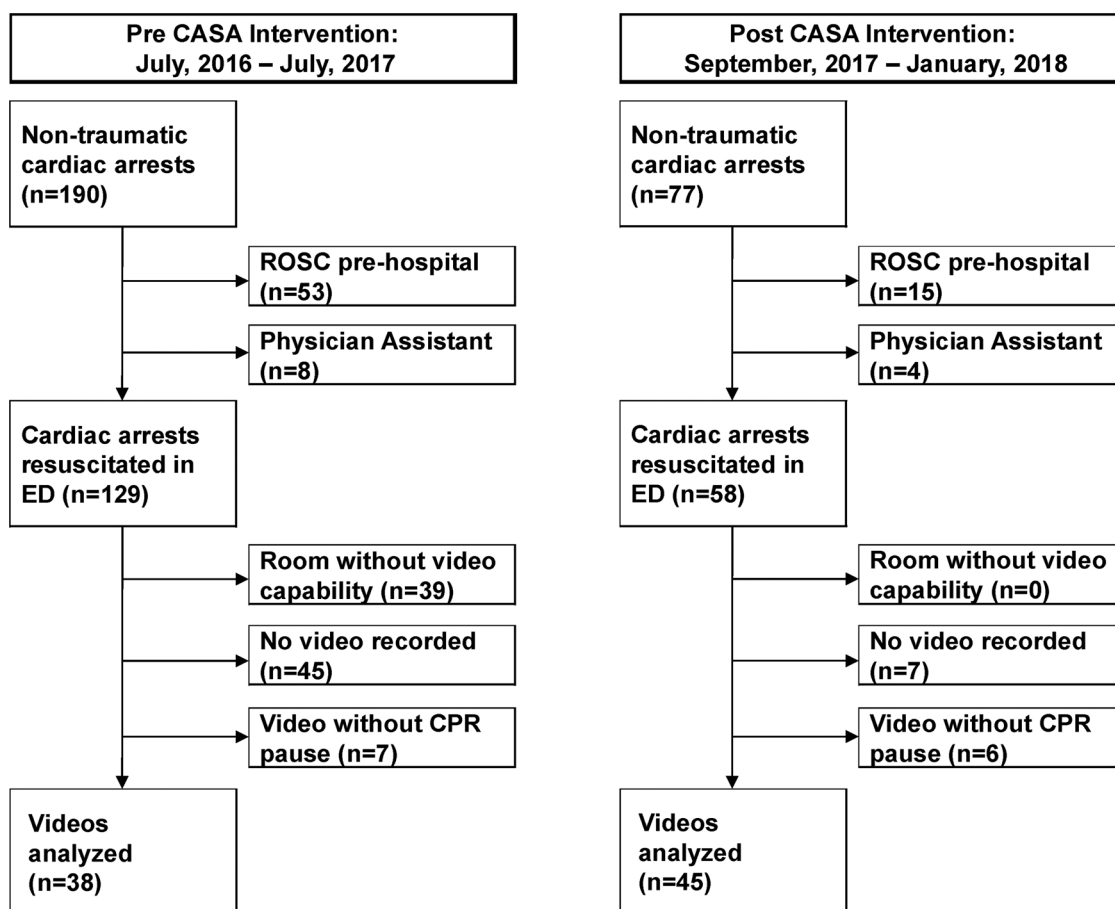 Pre CASA Intervention:
July, 2016 – July, 2017
Non-traumatic
cardiac arrests
(n=190)
ROSC pre-hospital
(n=53)
Physician Assistant
(n=8)
Cardiac arrests
resuscitated in
ED (n=129)
Room without video
capability (n=39)
No video recorded
(n=45)
Video without CPR
pause (n=7)
Videos
analyzed
(n=38)
Post CASA Intervention:
September, 2017 – January, 2018
Non-traumatic
cardiac arrests
(n=77)
ROSC pre-hospital
(n=15)
Physician Assistant
(n=4)
Cardiac arrests
resuscitated in
ED (n=58)
Room without video
capability (n=0)
No video recorded
(n=7)
Video without CPR
pause (n=6)
Videos
analyzed
(n=45)